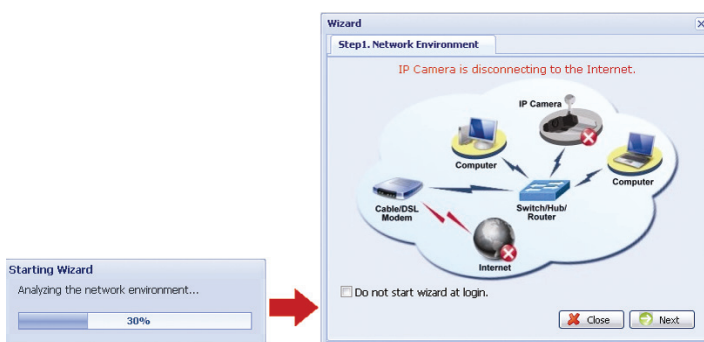 Starting Wizard
Analyzing the network environment...
30%
Wizard
Step1. Network Environment
IP Camera is disconnecting to the Internet.
IP Camera
Computer
Computer
Cable/DSL
Modem
Switch/Hub/
Router
Internet
Do not start wizard at login.
Close
Next